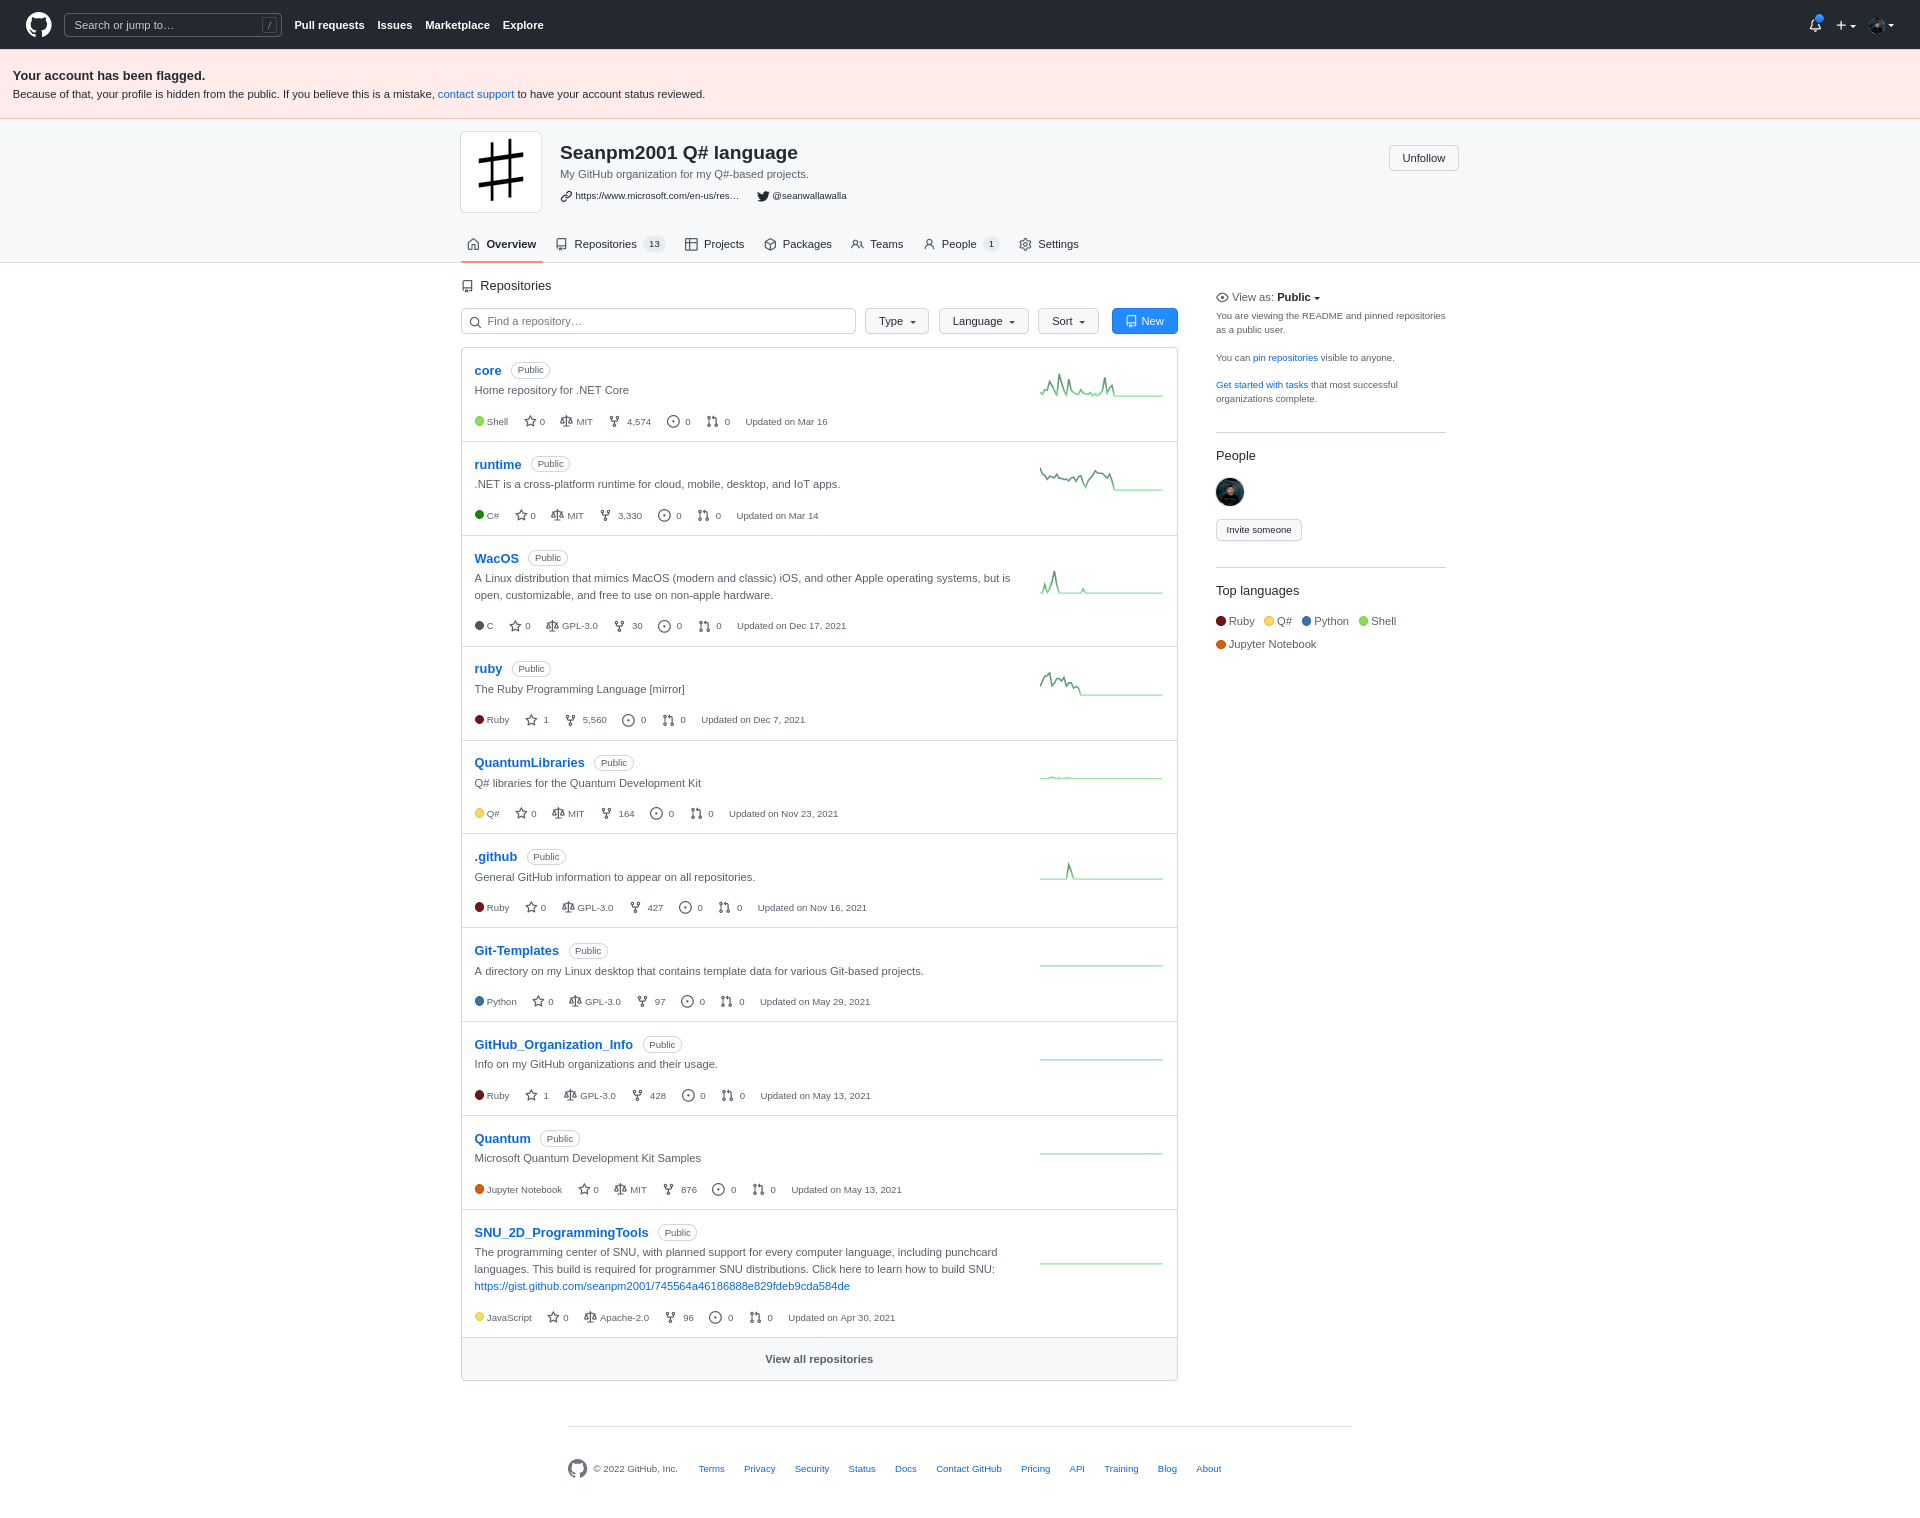 Search or jump to… /
Pull requests Issues Marketplace Explore
Your account has been flagged.
Because of that, your profile is hidden from the public. If you believe this is a mistake, contact support to have your account status reviewed.
Seanpm2001 Q# language
Unfollow
My GitHub organization for my Q#-based projects.
https://www.microsoft.com/en-us/res… @seanwallawalla
Overview Repositories 13 Projects Packages Teams People 1 Settings
Repositories
Find a repository… Type Language Sort New
core Public
Home repository for .NET Core
Shell 0 MIT 4,574 0 0 Updated on Mar 16
runtime Public
.NET is a cross-platform runtime for cloud, mobile, desktop, and IoT apps.
C# 0 MIT 3,330 0 0 Updated on Mar 14
WacOS Public
A Linux distribution that mimics MacOS (modern and classic) iOS, and other Apple operating systems, but is
open, customizable, and free to use on non-apple hardware.
C 0 GPL-3.0 30 0 0 Updated on Dec 17, 2021
ruby Public
The Ruby Programming Language [mirror]
Ruby 1 5,560 0 0 Updated on Dec 7, 2021
QuantumLibraries Public
Q# libraries for the Quantum Development Kit
Q# 0 MIT 164 0 0 Updated on Nov 23, 2021
.github Public
General GitHub information to appear on all repositories.
Ruby 0 GPL-3.0 427 0 0 Updated on Nov 16, 2021
Git-Templates Public
A directory on my Linux desktop that contains template data for various Git-based projects.
Python 0 GPL-3.0 97 0 0 Updated on May 29, 2021
GitHub_Organization_Info Public
Info on my GitHub organizations and their usage.
Ruby 1 GPL-3.0 428 0 0 Updated on May 13, 2021
Quantum Public
Microsoft Quantum Development Kit Samples
Jupyter Notebook 0 MIT 876 0 0 Updated on May 13, 2021
SNU_2D_ProgrammingTools Public
The programming center of SNU, with planned support for every computer language, including punchcard
languages. This build is required for programmer SNU distributions. Click here to learn how to build SNU:
https://gist.github.com/seanpm2001/745564a46186888e829fdeb9cda584de
JavaScript 0 Apache-2.0 96 0 0 Updated on Apr 30, 2021
View all repositories
View as: Public
You are viewing the README and pinned repositories
as a public user.
You can pin repositories visible to anyone.
Get started with tasks that most successful
organizations complete.
People
Invite someone
Top languages
Ruby Q# Python Shell
Jupyter Notebook
© 2022 GitHub, Inc. Terms Privacy Security Status Docs Contact GitHub Pricing API Training Blog About